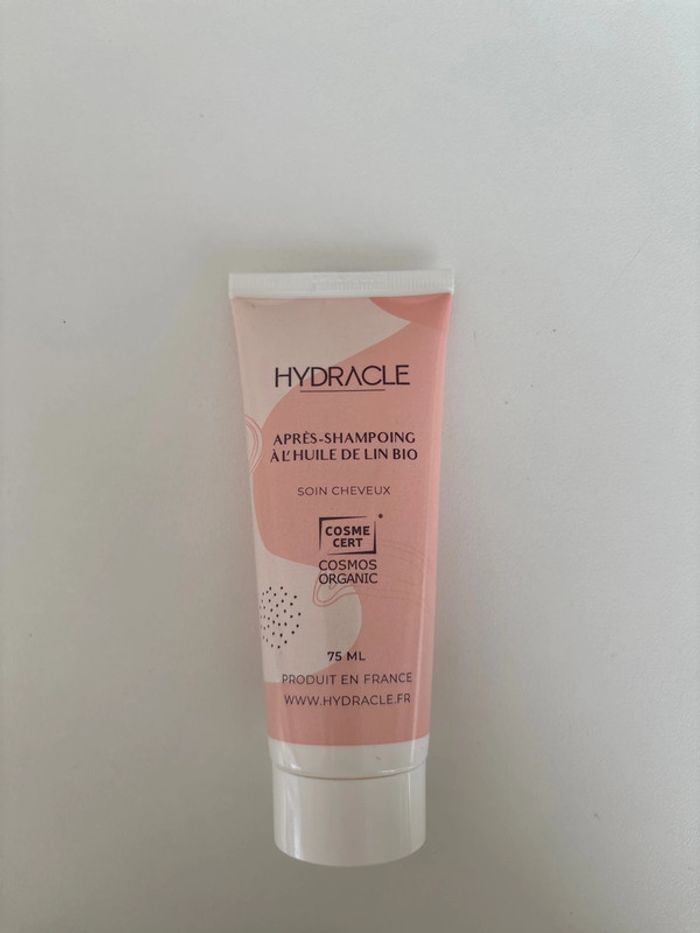 HYDRACLE
APRÈS-SHAMPOING
À L'HUILE DE LIN BIO
SOIN CHEVEUX
COSME
CERT
COSMOS
ORGANIC
75 ML
PRODUIT EN FRANCE
WWW.HYDRACLE.FR